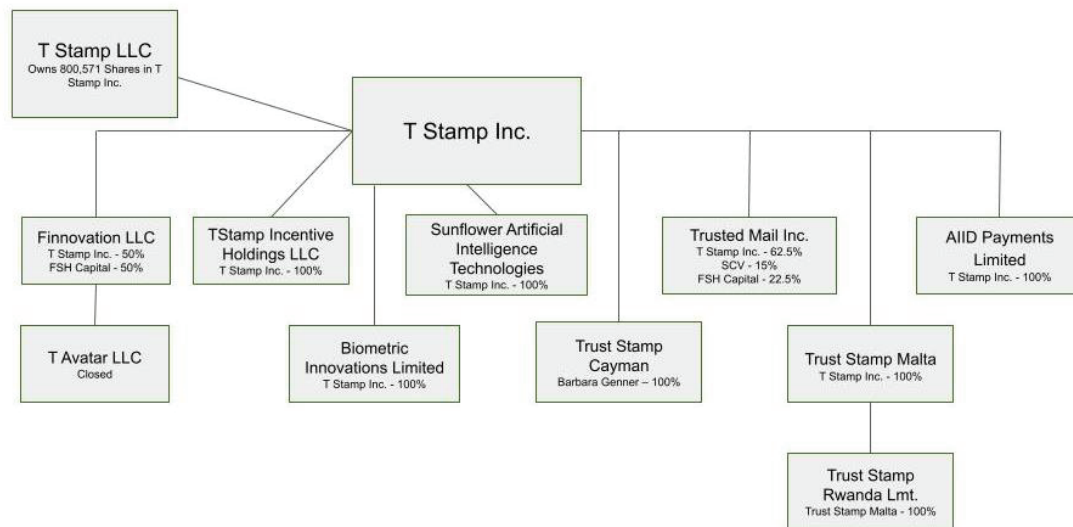 T Stamp LLC
Owns 800,571 Shares in T
Stamp Inc.
T Stamp Inc.
Finnovation LLC
T Stamp Inc. - 50%
FSH Capital - 50%
TStamp Incentive
Holdings LLC
T Stamp Inc. - 100%
Sunflower Artificial
Intelligence
Technologies
T Stamp Inc. - 100%
Trusted Mail Inc.
T Stamp Inc. - 62.5%
SCV - 15%
FSH Capital - 22.5%
AIID Payments
Limited
T Stamp Inc. - 100%
T Avatar LLC
Closed
Biometric
Innovations Limited
T Stamp Inc. - 100%
Trust Stamp
Cayman
Barbara Genner – 100%
Trust Stamp Malta
T Stamp Inc. - 100%
Trust Stamp
Rwanda Lmt.
Trust Stamp Malta - 100%